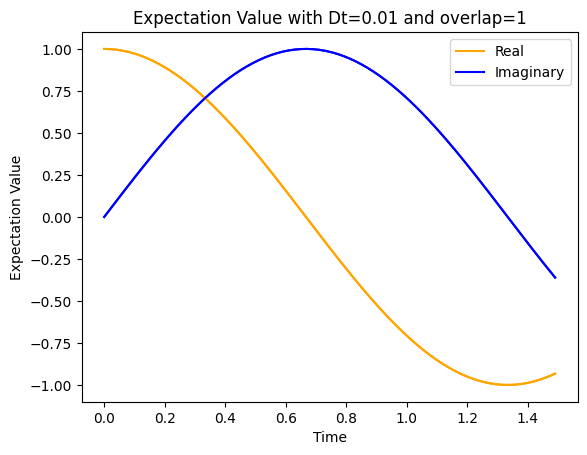 Expectation Value with Dt=0.01 and overlap=1
Real
Imaginary
1.00
0.75
0.50
0.25
0.00
−0.25
−0.50
−0.75
−1.00
Expectation Value
0.0 0.2 0.4 0.6 0.8 1.0 1.2 1.4
Time